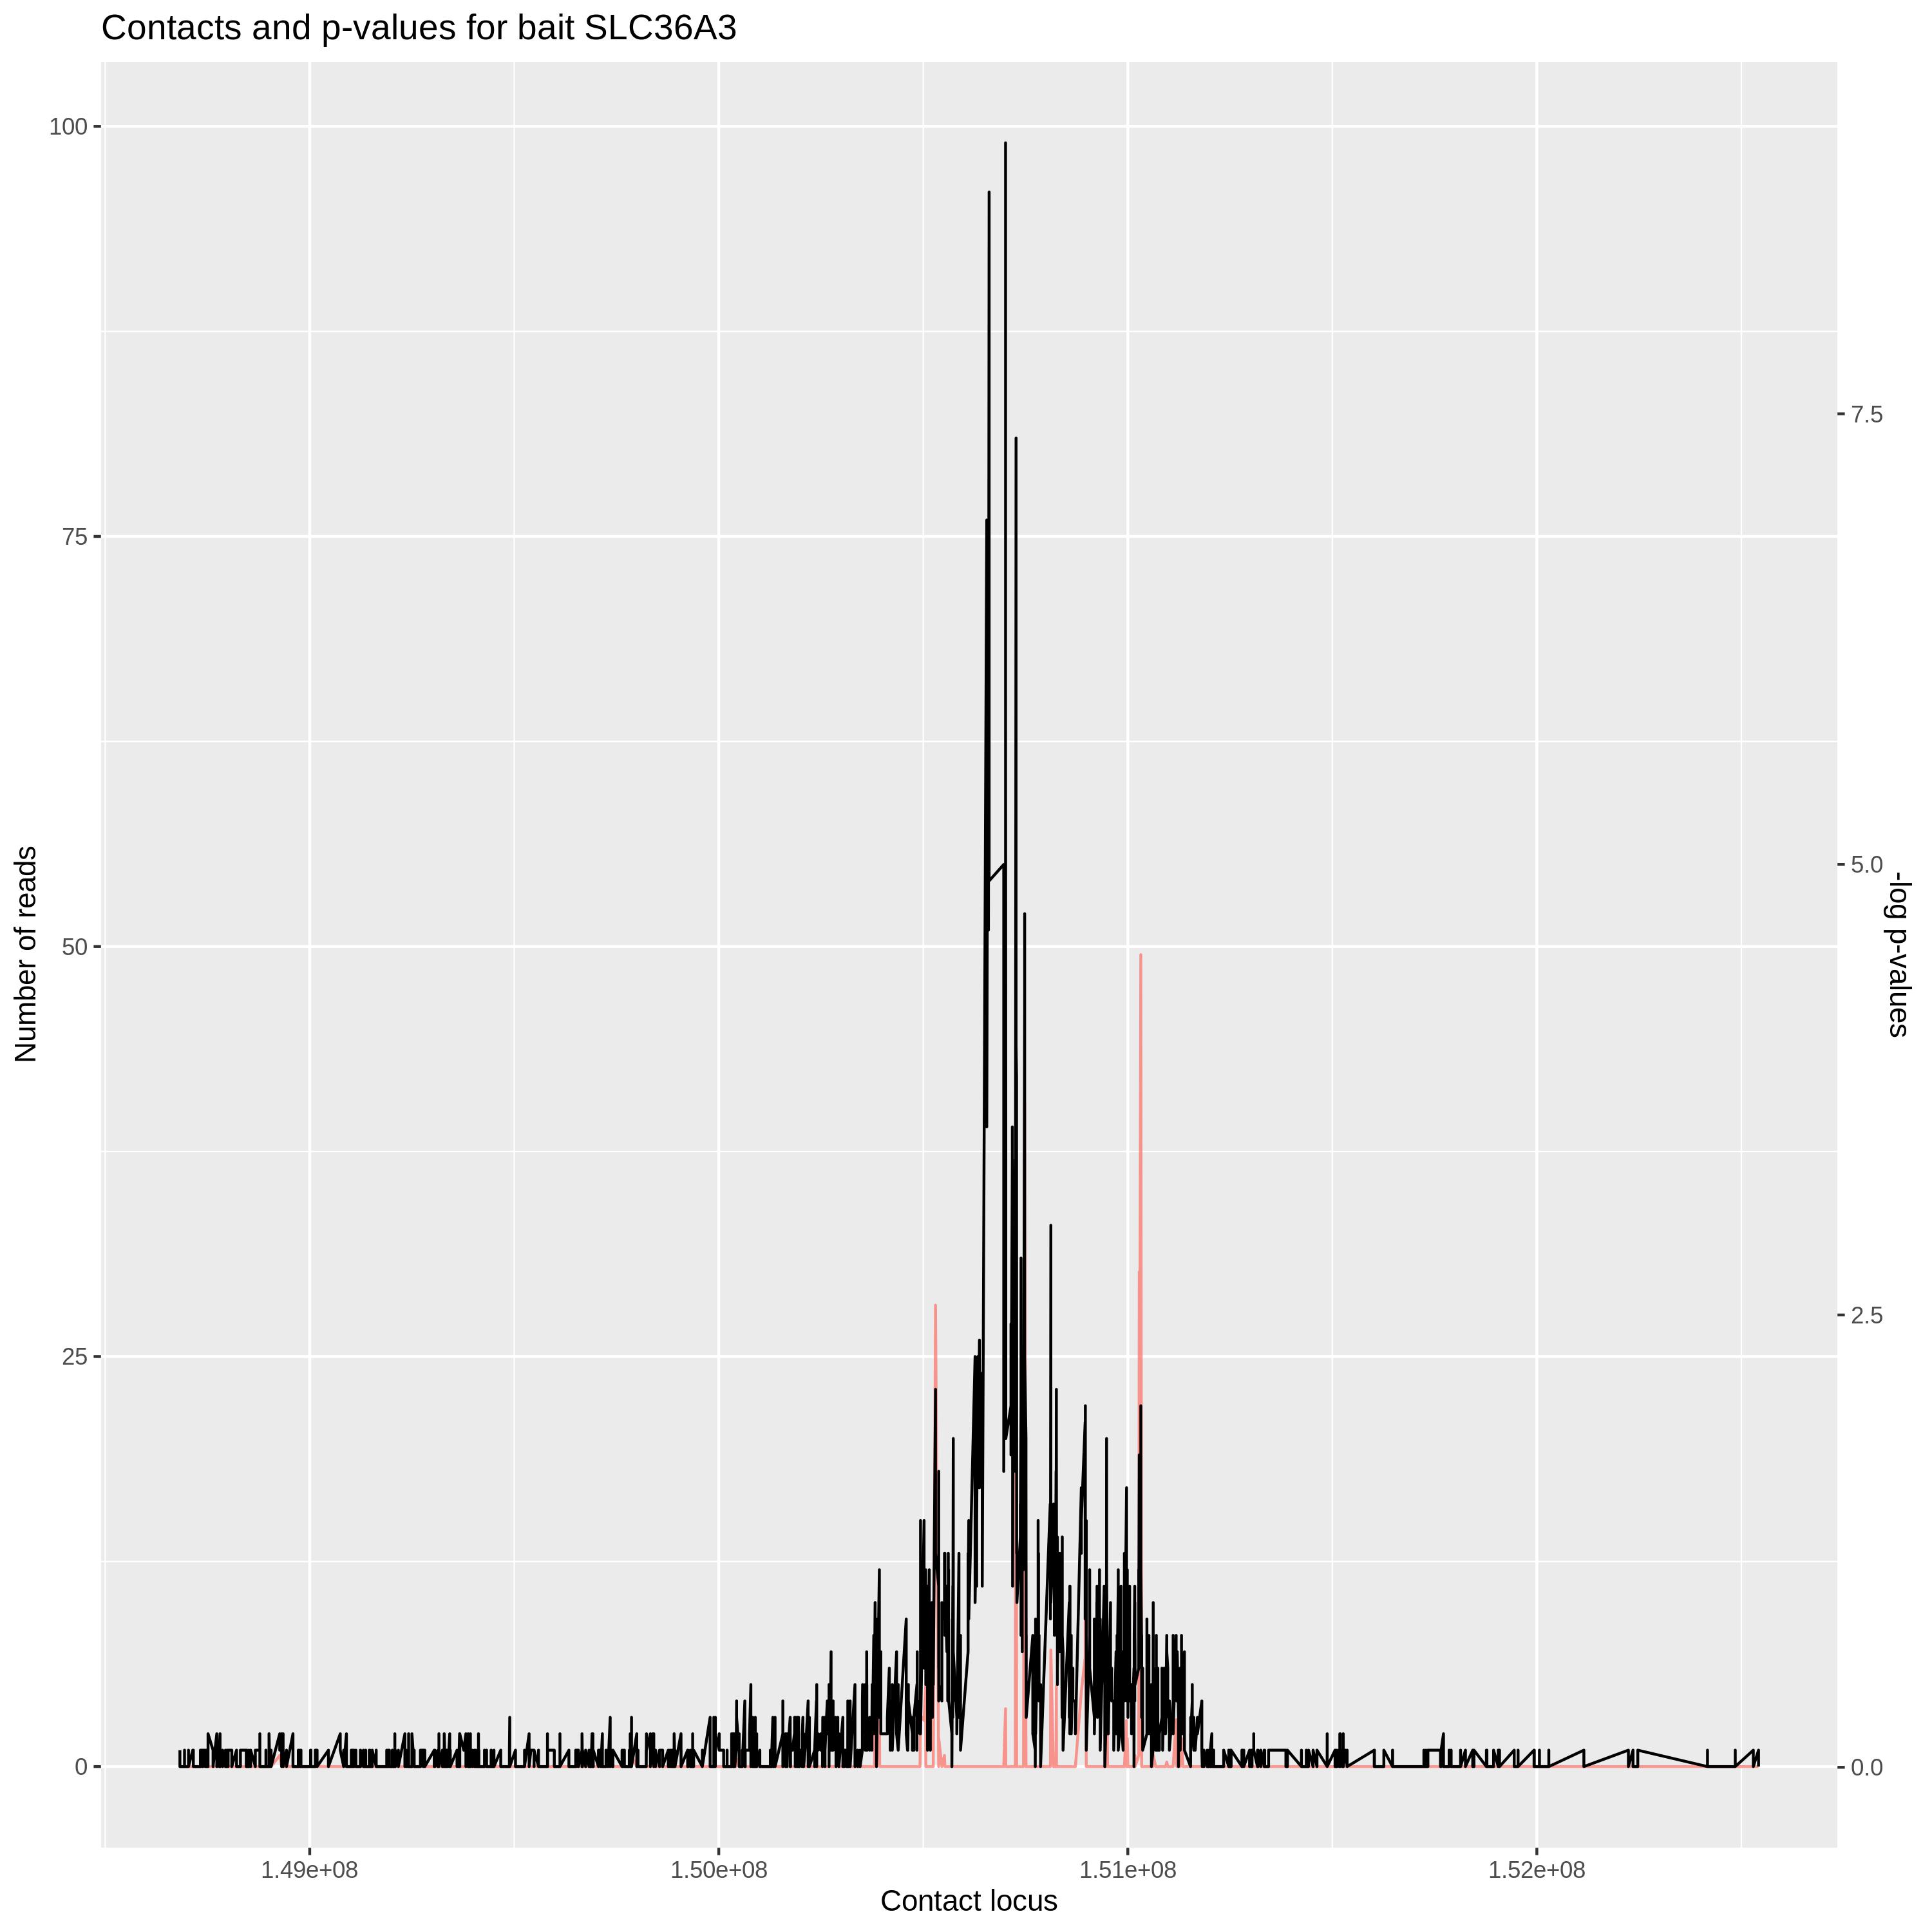 Contacts and p-values for bait SLC36A3
100
75
50
25
0
Number of reads
7.5
5.0
2.5
0.0
-log p-values
1.49e+08
1.50e+08
1.51e+08
1.52e+08
Contact locus